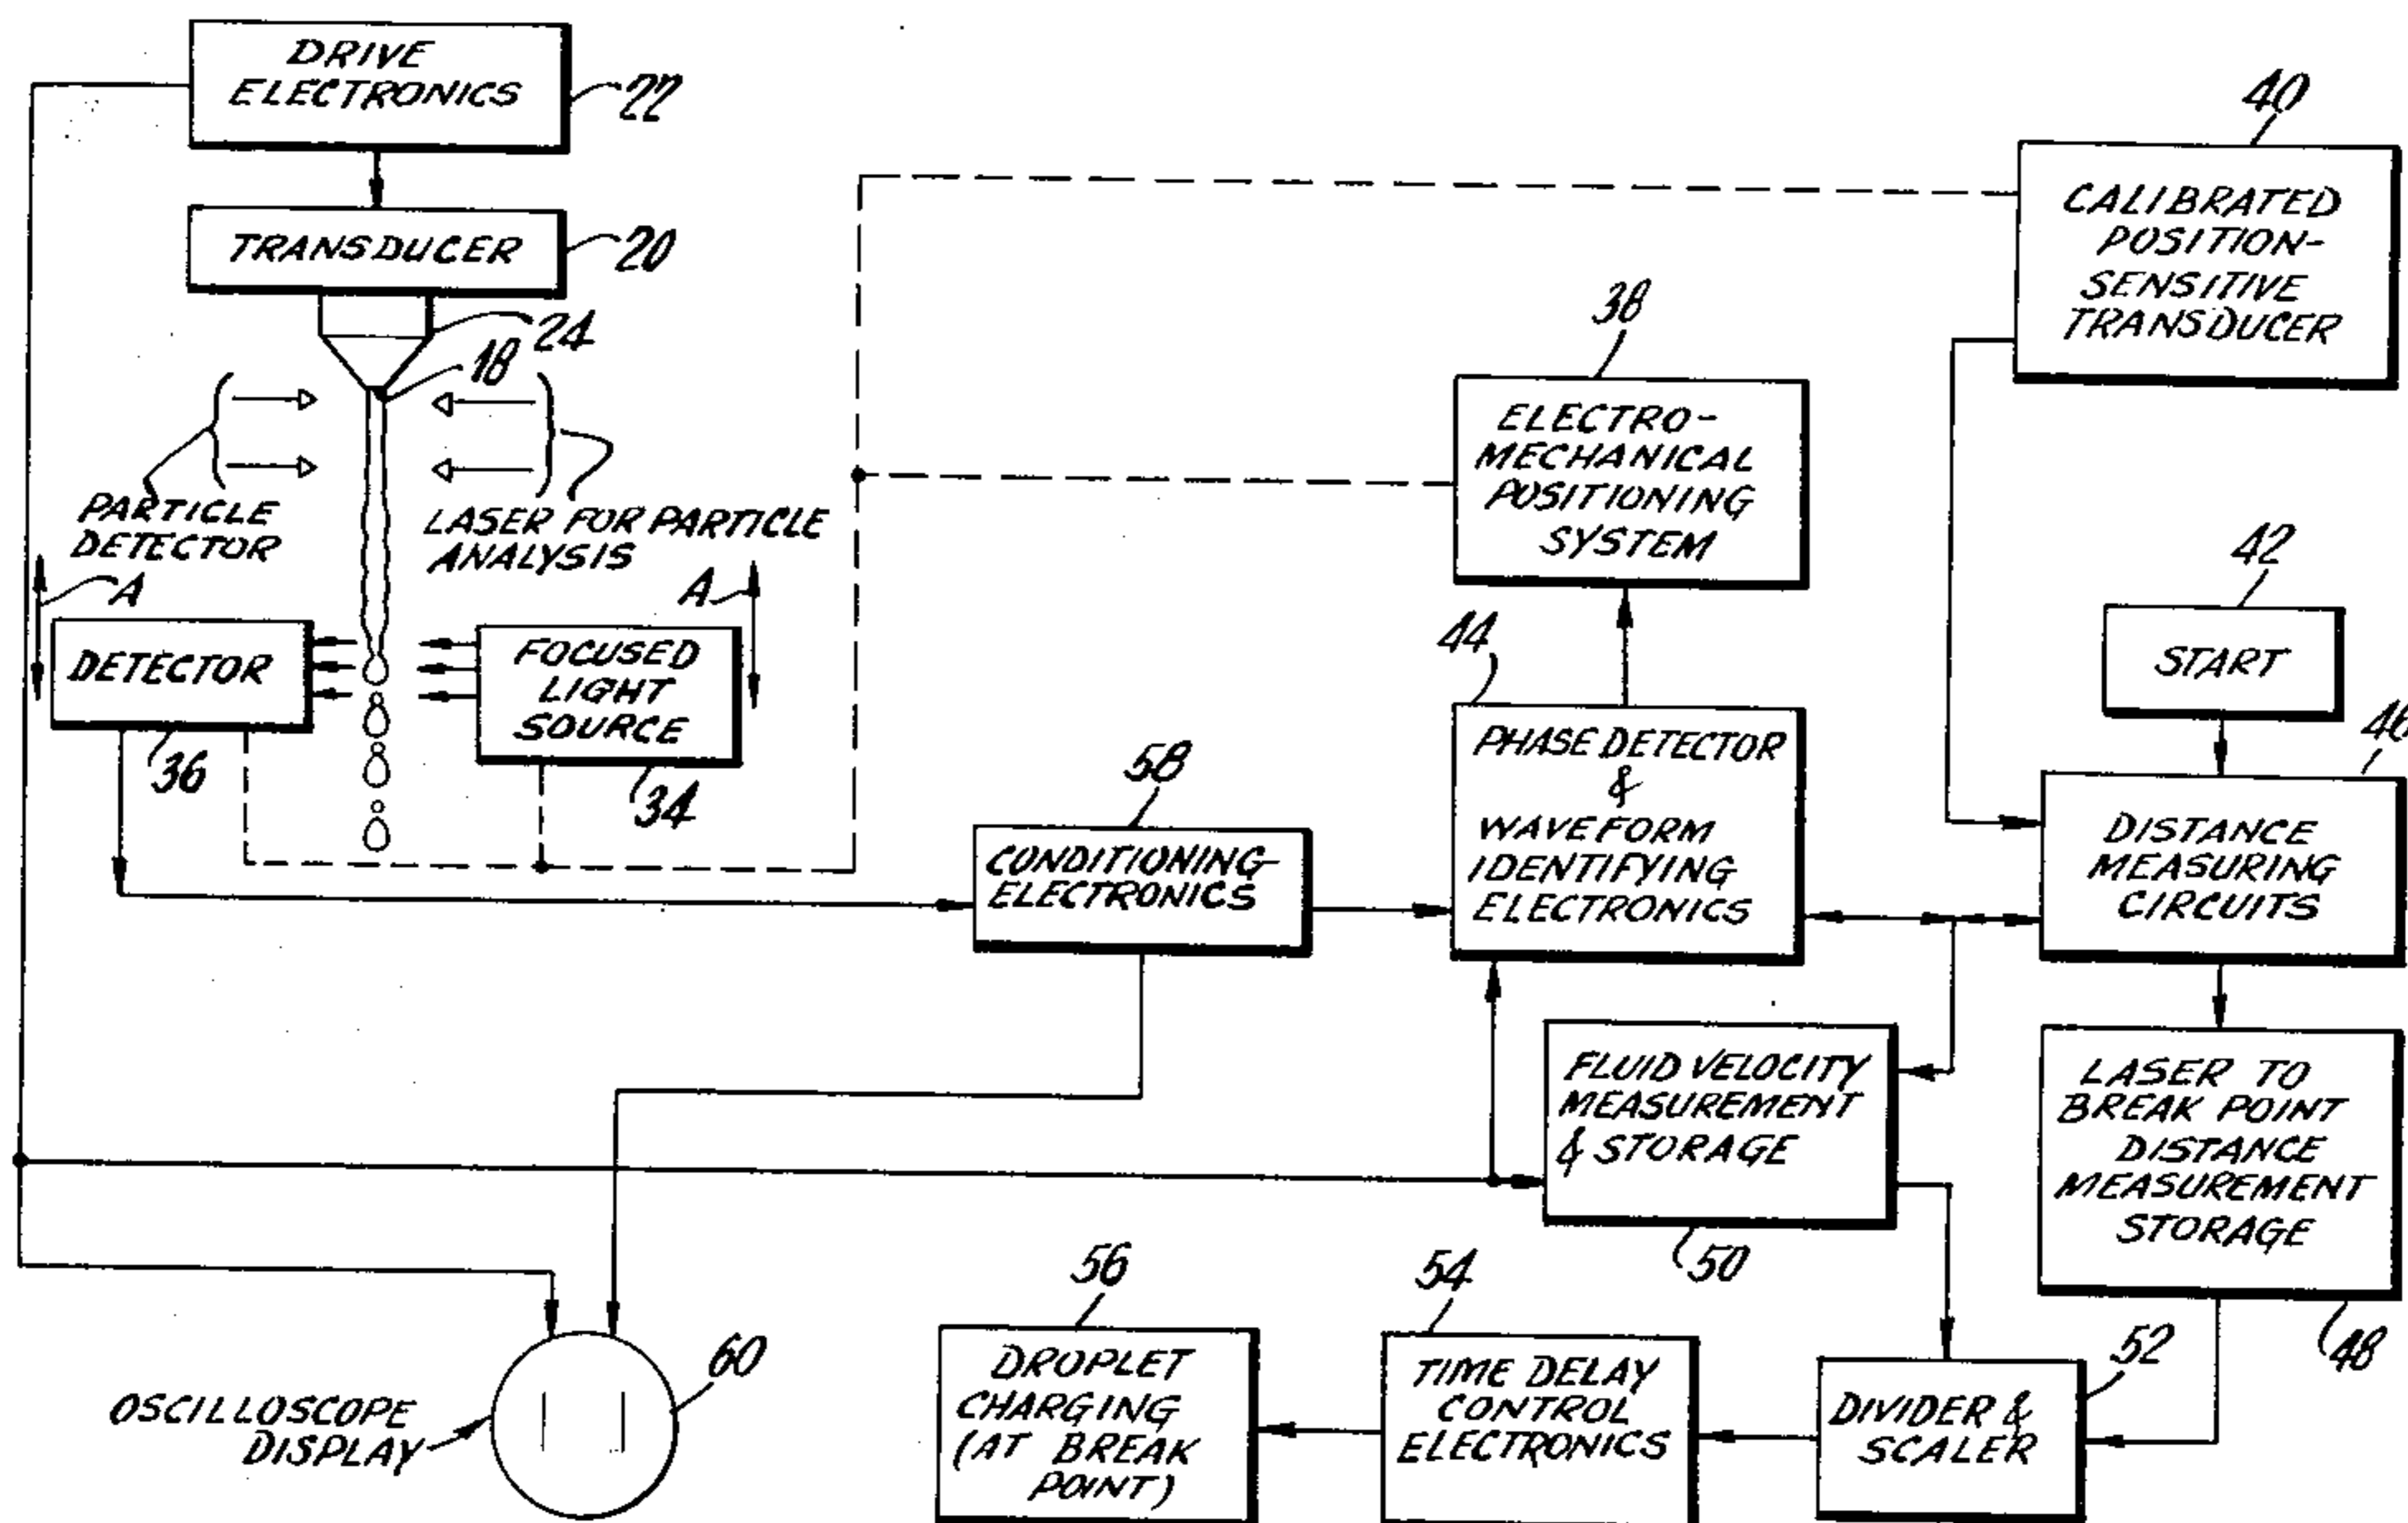 DRIVE
ELECTRONICS
22
TRANSDUCER
20
24
18
PARTICLE
DETECTOR
LASER FOR PARTICLE
ANALYSIS
A
A
DETECTOR
36
FOCUSED
LIGHT
SOURCE
34
40
CALIBRATED
POSITION-
SENSITIVE
TRANSDUCER
38
ELECTRO-
MECHANICAL
POSITIONING
SYSTEM
42
START
44
PHASE DETECTOR
&
WAVEFORM
IDENTIFYING
ELECTRONICS
46
DISTANCE
MEASURING
CIRCUITS
58
CONDITIONING
ELECTRONICS
FLUID VELOCITY
MEASUREMENT
& STORAGE
50
LASER TO
BREAK POINT
DISTANCE
MEASUREMENT
STORAGE
48
56
DROPLET
CHARGING
(AT BREAK
POINT)
54
TIME DELAY
CONTROL
ELECTRONICS
52
DIVIDER &
SCALER
60
OSCILLOSCOPE
DISPLAY